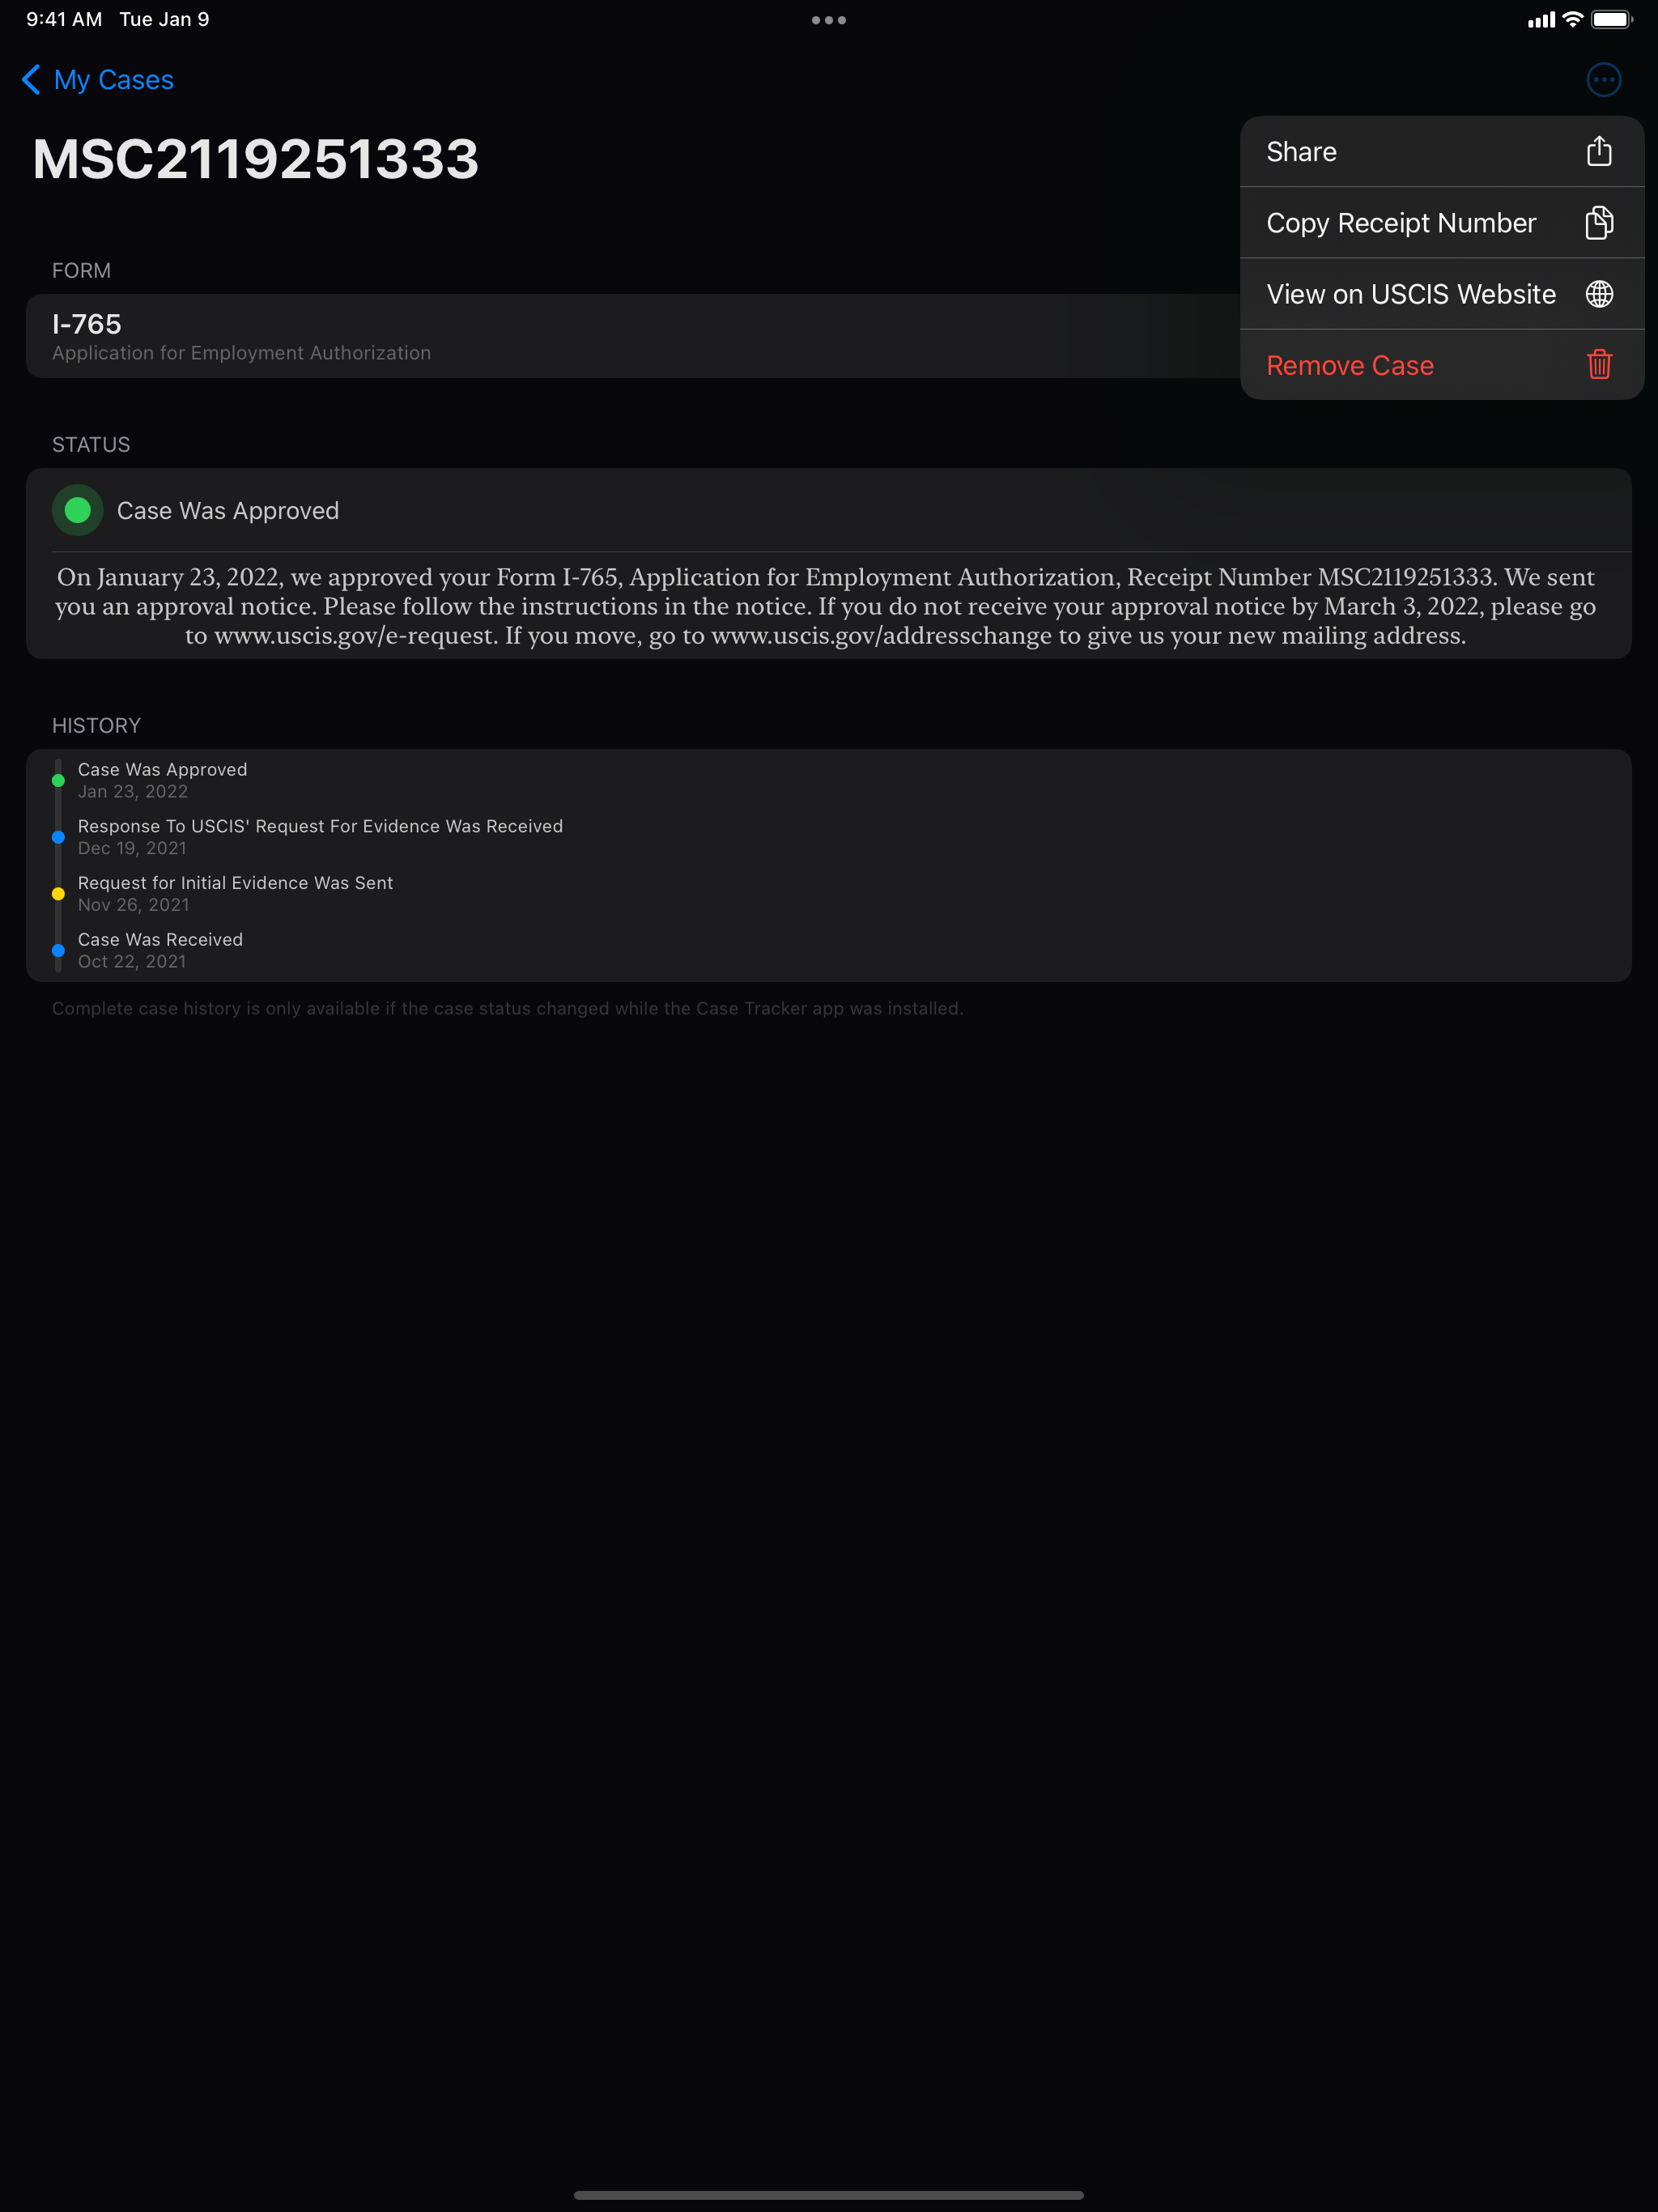 9:41 AM Tue Jan 9
My Cases
MSC2119251333
Share
Copy Receipt Number
View on USCIS Website
Remove Case
FORM
I-765
Application for Employment Authorization
STATUS
Case Was Approved
On January 23, 2022, we approved your Form I-765, Application for Employment Authorization, Receipt Number MSC2119251333. We sent
you an approval notice. Please follow the instructions in the notice. If you do not receive your approval notice by March 3, 2022, please go
to www.uscis.gov/e-request. If you move, go to www.uscis.gov/addresschange to give us your new mailing address.
HISTORY
Case Was Approved
Jan 23, 2022
Response To USCIS' Request For Evidence Was Received
Dec 19, 2021
Request for Initial Evidence Was Sent
Nov 26, 2021
Case Was Received
Oct 22, 2021
Complete case history is only available if the case status changed while the Case Tracker app was installed.